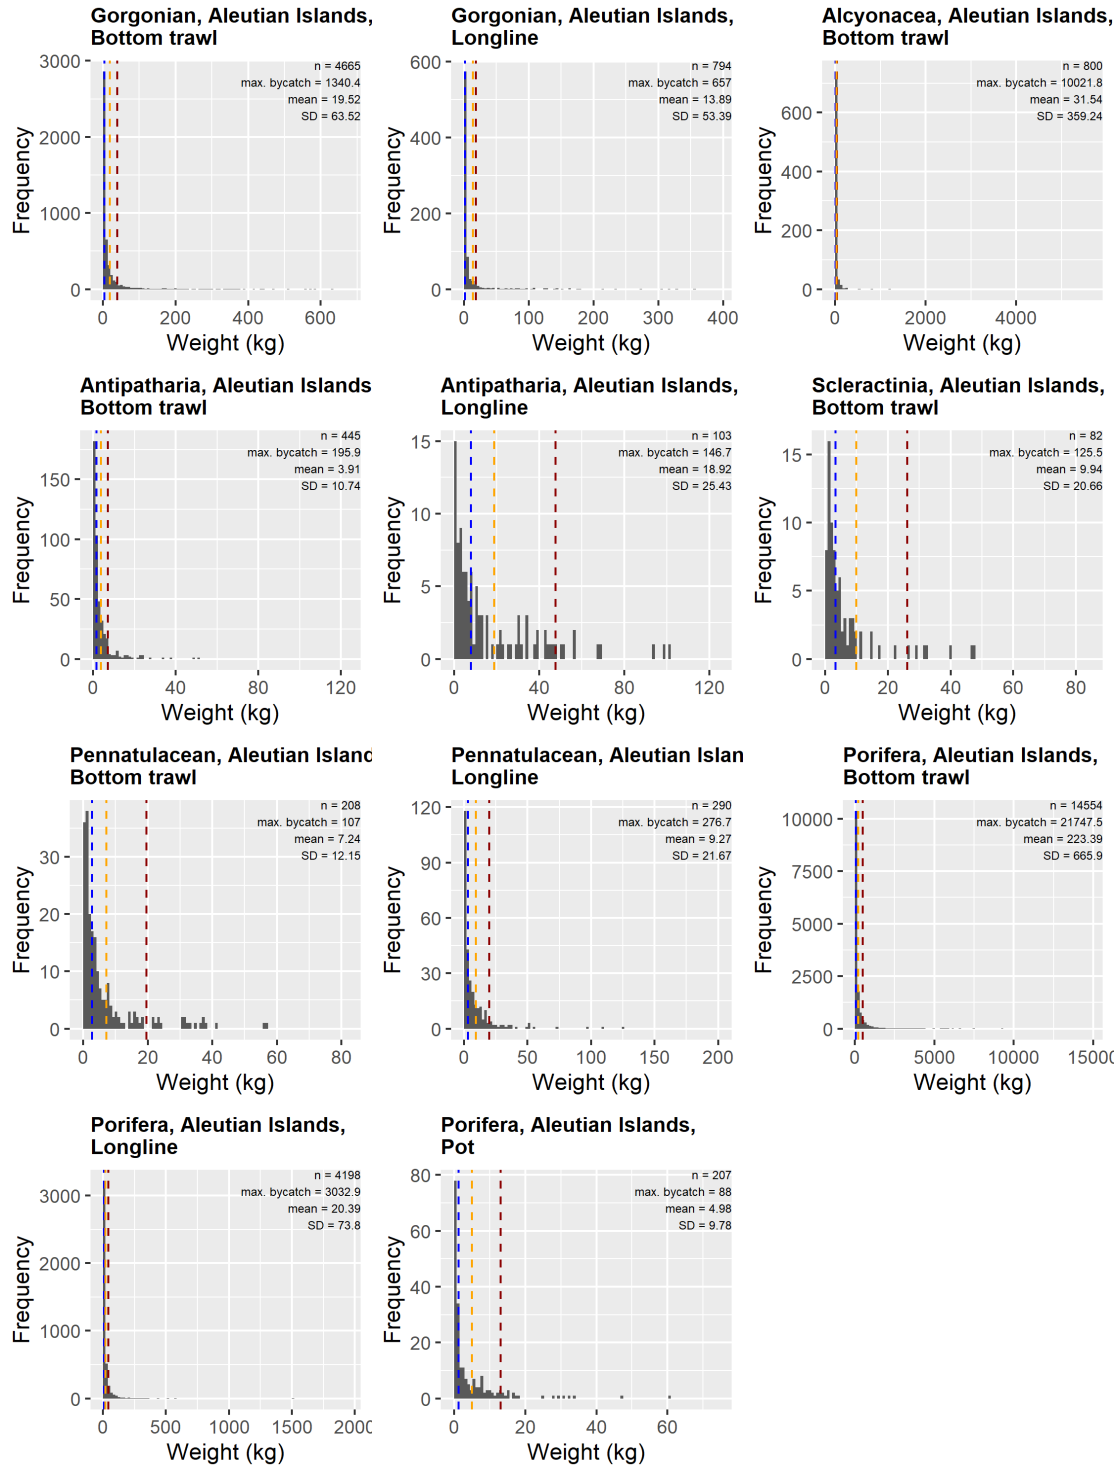 Gorgonian, Aleutian Islands,
Bottom trawl
n = 4665
max. bycatch = 1340.4
mean = 19.52
SD = 63.52
Frequency
3000
2000
1000
0
0 200 400 600
Weight (kg)
Gorgonian, Aleutian Islands,
Longline
n = 794
max. bycatch = 657
mean = 13.89
SD = 53.39
Frequency
600
400
200
0
0 100 200 300 400
Weight (kg)
Alcyonacea, Aleutian Islands,
Bottom trawl
n = 800
max. bycatch = 10021.8
mean = 31.54
SD = 359.24
Frequency
600
400
200
0
0 2000 4000
Weight (kg)
Antipatharia, Aleutian Islands
Bottom trawl
n = 445
max. bycatch = 195.9
mean = 3.91
SD = 10.74
Frequency
150
100
50
0
0 40 80 120
Weight (kg)
Antipatharia, Aleutian Islands,
Longline
n = 103
max. bycatch = 146.7
mean = 18.92
SD = 25.43
Frequency
15
10
5
0
0 40 80 120
Weight (kg)
Scleractinia, Aleutian Islands,
Bottom trawl
n = 82
max. bycatch = 125.5
mean = 9.94
SD = 20.66
Frequency
15
10
5
0
0 20 40 60 80
Weight (kg)
Pennatulacean, Aleutian Island
Bottom trawl
n = 208
max. bycatch = 107
mean = 7.24
SD = 12.15
Frequency
30
20
10
0
0 20 40 60 80
Weight (kg)
Pennatulacean, Aleutian Islan
Longline
n = 290
max. bycatch = 276.7
mean = 9.27
SD = 21.67
Frequency
120
90
60
30
0
0 50 100 150 200
Weight (kg)
Porifera, Aleutian Islands,
Bottom trawl
n = 14554
max. bycatch = 21747.5
mean = 223.39
SD = 665.9
Frequency
10000
7500
5000
2500
0
0 5000 10000 15000
Weight (kg)
Porifera, Aleutian Islands,
Longline
n = 4198
max. bycatch = 3032.9
mean = 20.39
SD = 73.8
Frequency
3000
2000
1000
0
0 500 1000 1500 2000
Weight (kg)
Porifera, Aleutian Islands,
Pot
n = 207
max. bycatch = 88
mean = 4.98
SD = 9.78
Frequency
80
60
40
20
0
0 20 40 60
Weight (kg)